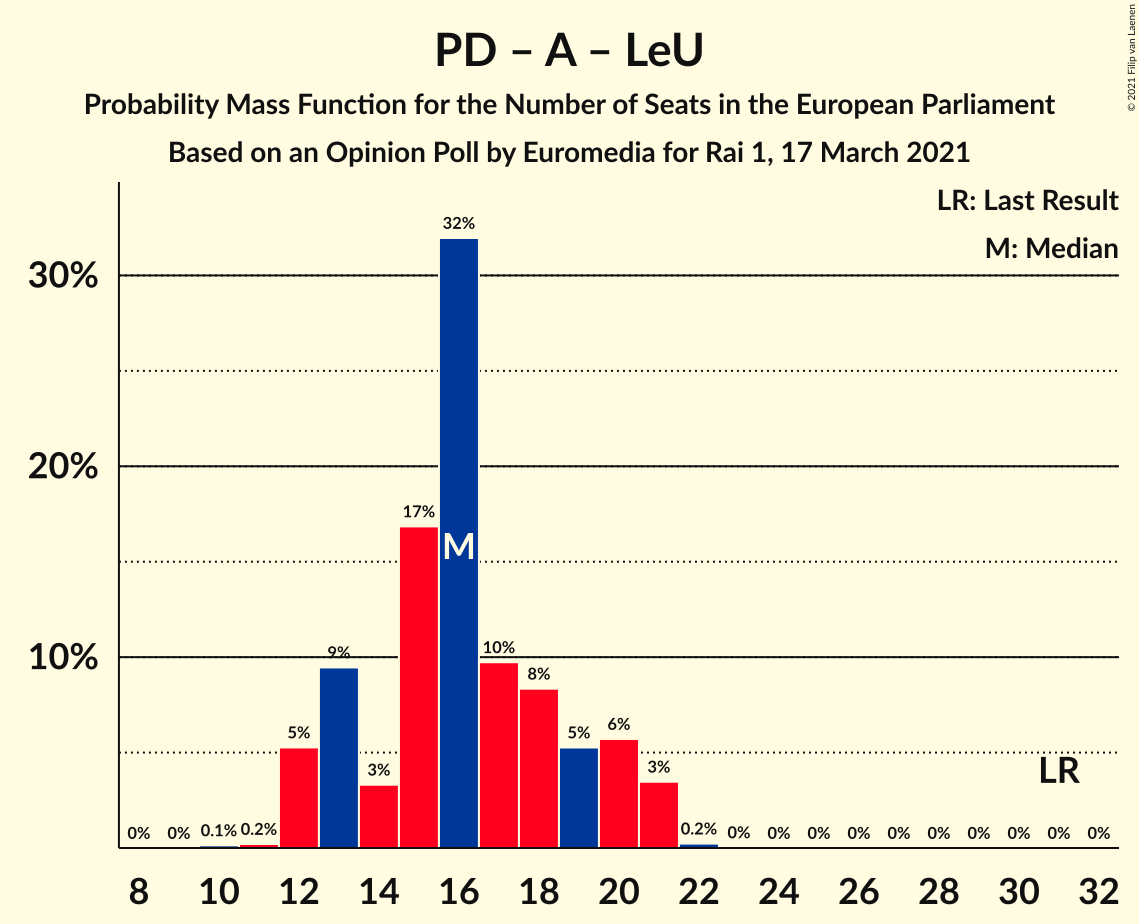 PD – A – LeU
Probability Mass Function for the Number of Seats in the European Parliament
Based on an Opinion Poll by Euromedia for Rai 1, 17 March 2021
© 2021 Filip van Laenen
LR: Last Result
M: Median
30%
20%
10%
0% 0% 0.1% 0.2% 5% 9% 3% 17% 32% 10% 8% 5% 6% 3% 0.2% 0% 0% 0% 0% 0% 0% 0% 0% 0% 0%
M
LR
8 10 12 14 16 18 20 22 24 26 28 30 32